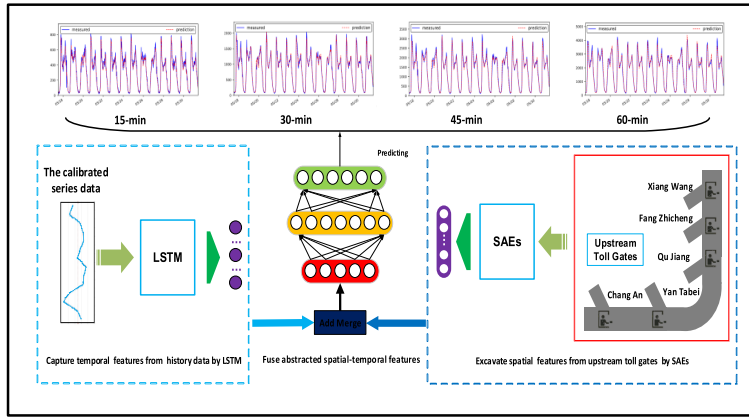 measured
prediction
measured
prediction
measured
prediction
measured
prediction
15-min
30-min
45-min
60-min
Predicting
The calibrated
series data
LSTM
SAEs
Upstream
Toll Gates
Xiang Wang
Fang Zhicheng
Qu Jiang
Yan Tabei
Chang An
Add Merge
Capture temporal features from history data by LSTM
Fuse abstracted spatial-temporal features
Excavate spatial features from upstream toll gates by SAEs